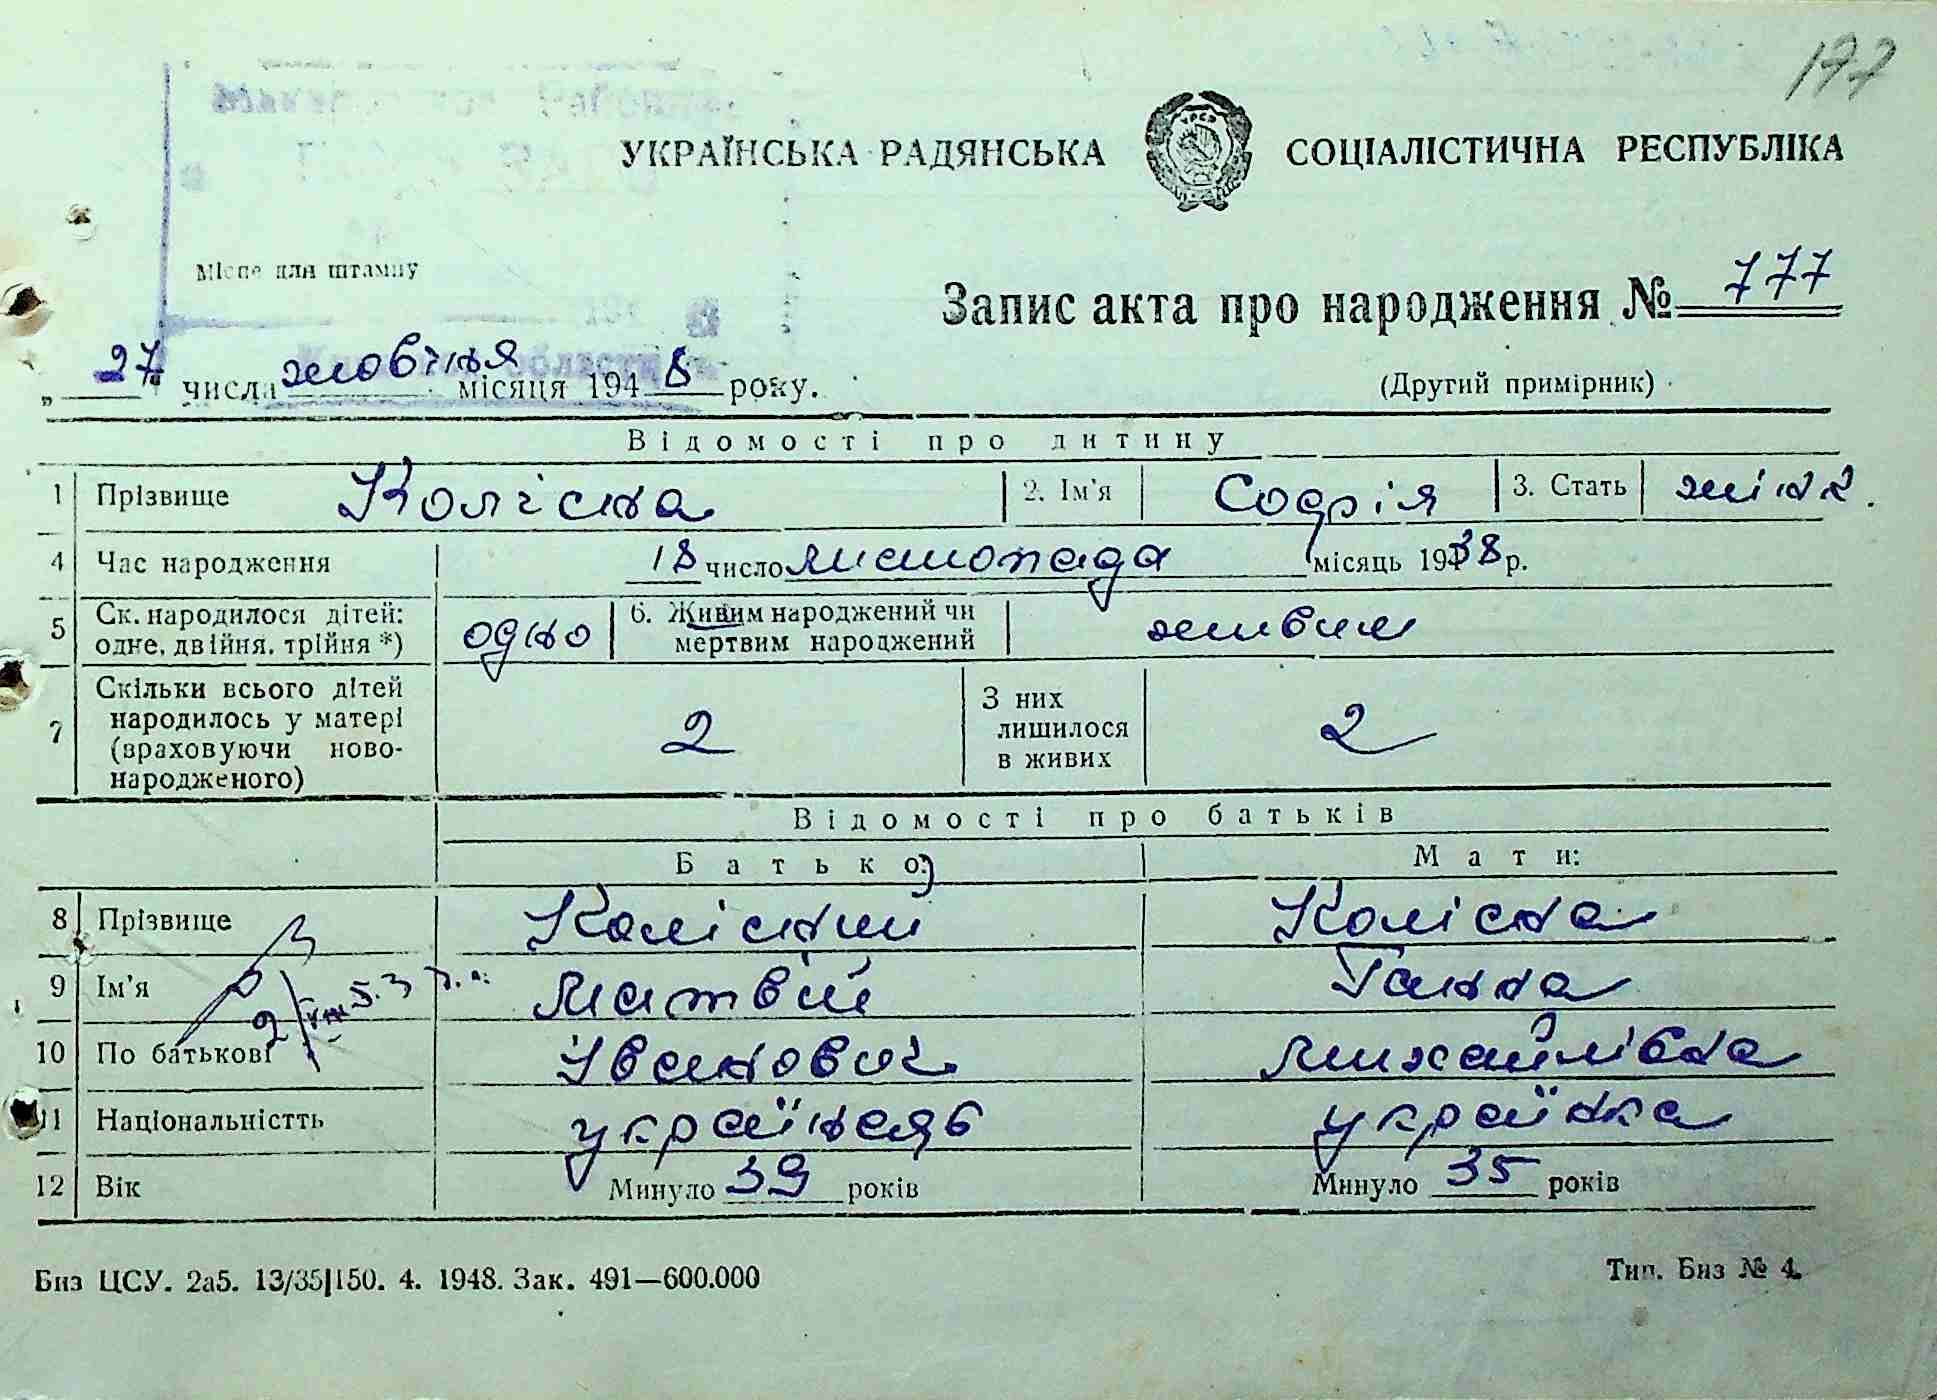 177
УКРАЇНСЬКА РАДЯНСЬКА СОЦІАЛІСТИЧНА РЕСПУБЛІКА
УРСР
Місце для штампу
Запис акта про народження № 777
„27" числа жовтня місяця 1948 року.
(Другий примірник)
Відомості про дитину
1 Прізвище Колісна 2. Ім'я Софія 3. Стать жіноч.
4 Час народження 18 число листопада місяць 1938 р.
5 Ск. народилося дітей: одне, двійня, трійня *) одно 6. Живим народжений чи мертвим народжений живим
7 Скільки всього дітей народилось у матері (враховуючи новонародженого) 2 З них лишилося в живих 2
Відомості про батьків
Батько: Мати:
8 Прізвище Колісний Колісна
9 Ім'я Матвій Ганна
10 По батькові Іванович Михайлівна
11 Національністть українець українка
12 Вік Минуло 39 років Минуло 35 років
Биз ЦСУ. 2а5. 13/35|150. 4. 1948. Зак. 491—600.000 Тип. Биз № 4.